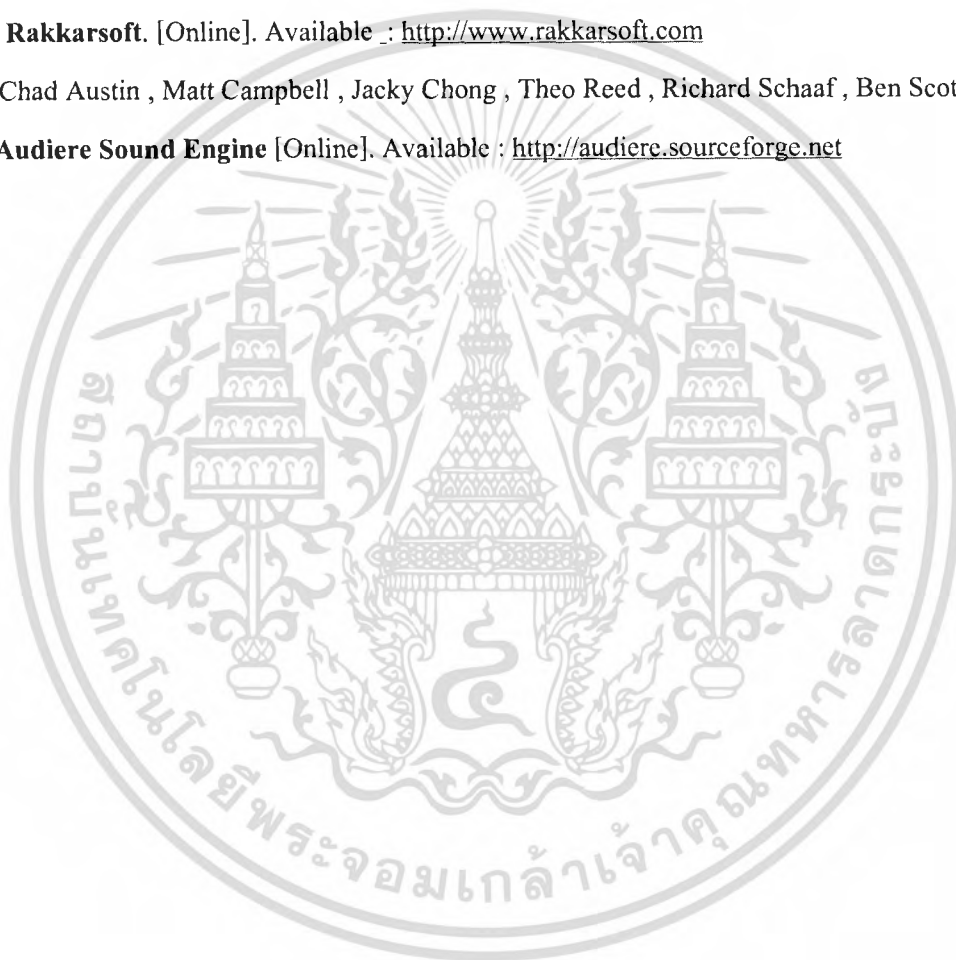 Rakkarsoft. [Online]. Available : http://www.rakkarsoft.com
Chad Austin , Matt Campbell , Jacky Chong , Theo Reed , Richard Schaaf , Ben Scot
Audiere Sound Engine [Online]. Available : http://audiere.sourceforge.net
สถาบันเทคโนโลยีพระจอมเกล้าเจ้าคุณทหารลาดกระบัง
๔